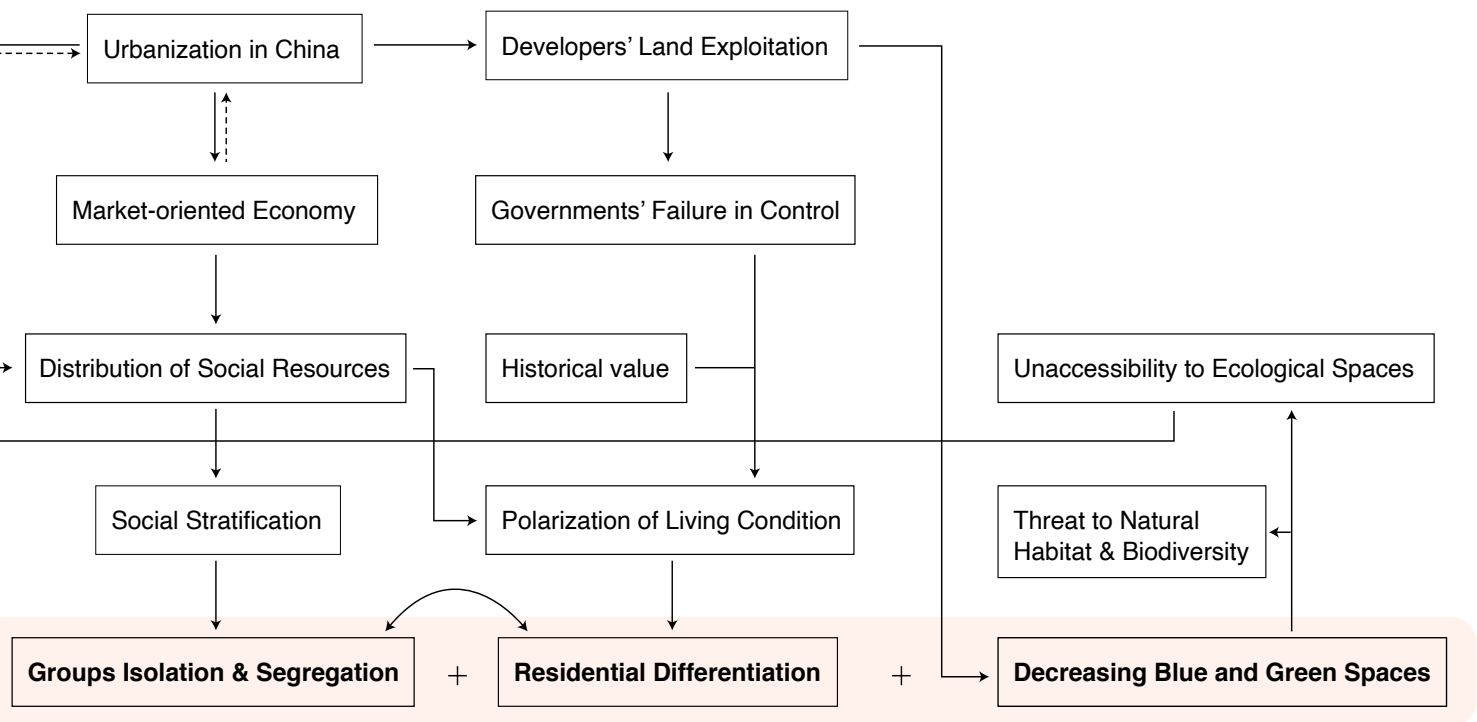 Urbanization in China
Developers' Land Exploitation
Market-oriented Economy
Governments' Failure in Control
Distribution of Social Resources
Historical value
Unaccessibility to Ecological Spaces
Social Stratification
Polarization of Living Condition
Threat to Natural
Habitat & Biodiversity
Groups Isolation & Segregation
+
Residential Differentiation
+
Decreasing Blue and Green Spaces